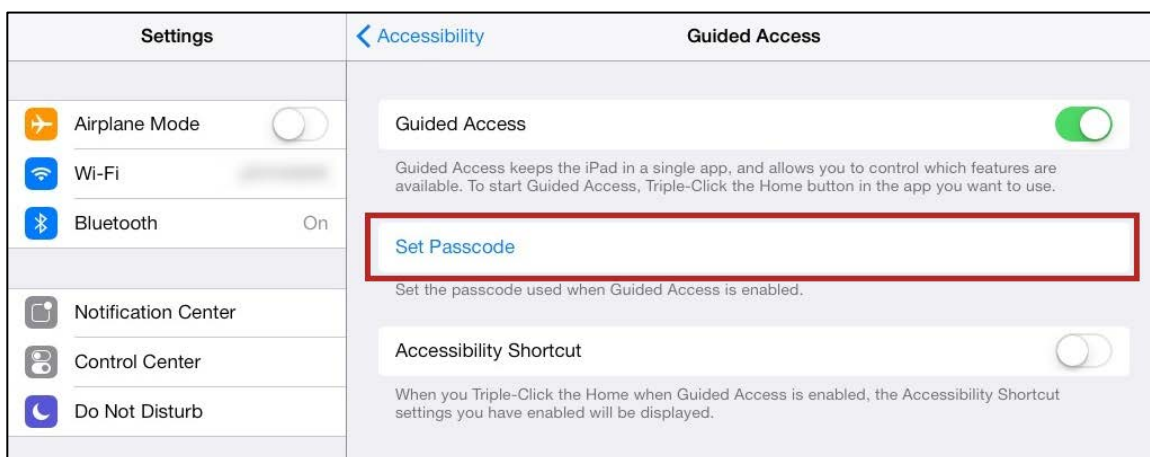 Settings
Airplane Mode
Wi-Fi
Bluetooth On
Notification Center
Control Center
Do Not Disturb
Accessibility
Guided Access
Guided Access
Guided Access keeps the iPad in a single app, and allows you to control which features are
available. To start Guided Access, Triple-Click the Home button in the app you want to use.
Set Passcode
Set the passcode used when Guided Access is enabled.
Accessibility Shortcut
When you Triple-Click the Home when Guided Access is enabled, the Accessibility Shortcut
settings you have enabled will be displayed.